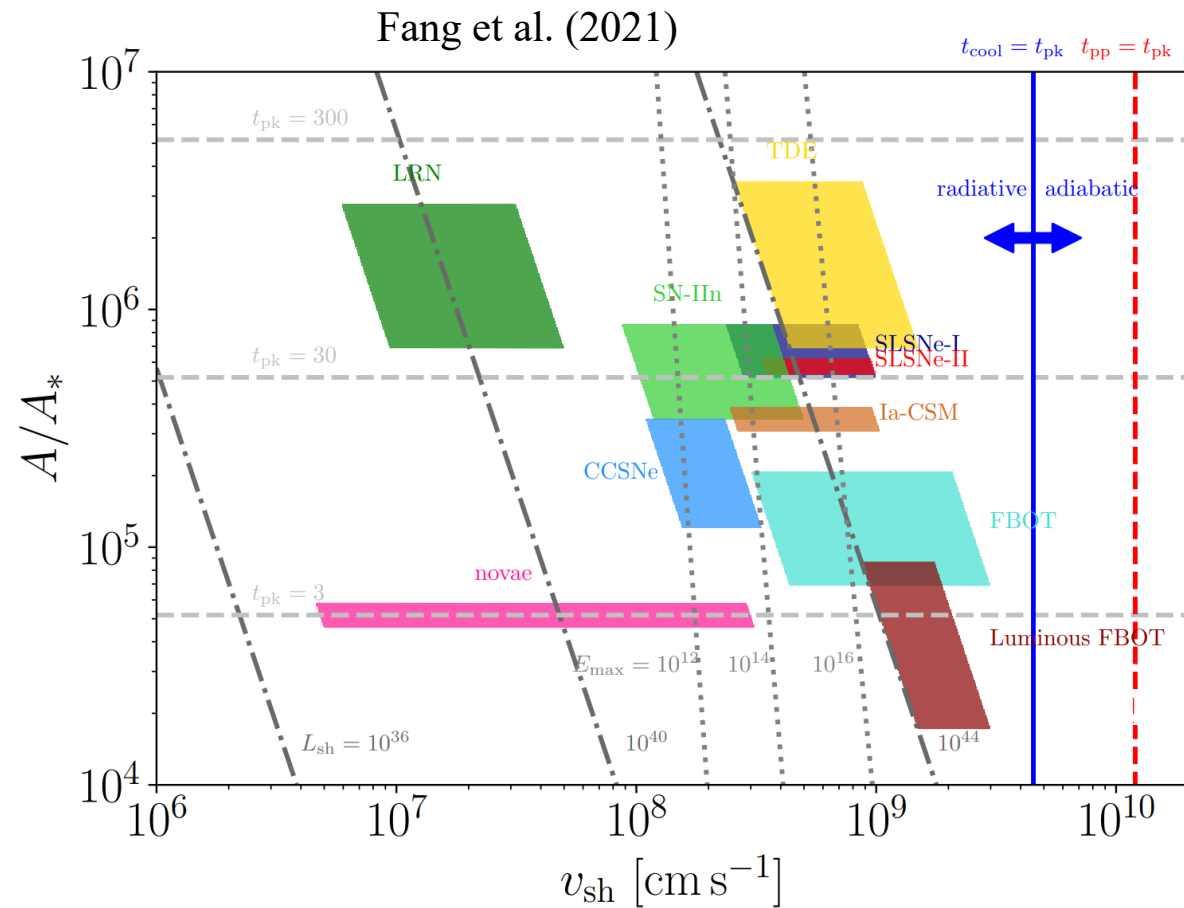 Fang et al. (2021)
t_cool = t_pk t_pp = t_pk
10^7
t_pk = 300
TDE
LRN
radiative adiabatic
SN-IIn
10^6
SLSNe-I
t_pk = 30
SLSNe-II
Ia-CSM
A/A_*
CCSNe
FBOT
10^5
novae
t_pk = 3
Luminous FBOT
E_max = 10^12 10^14 10^16
L_sh = 10^36 10^40 10^44
10^4
10^6 10^7 10^8 10^9 10^10
v_sh [cm s^−1]